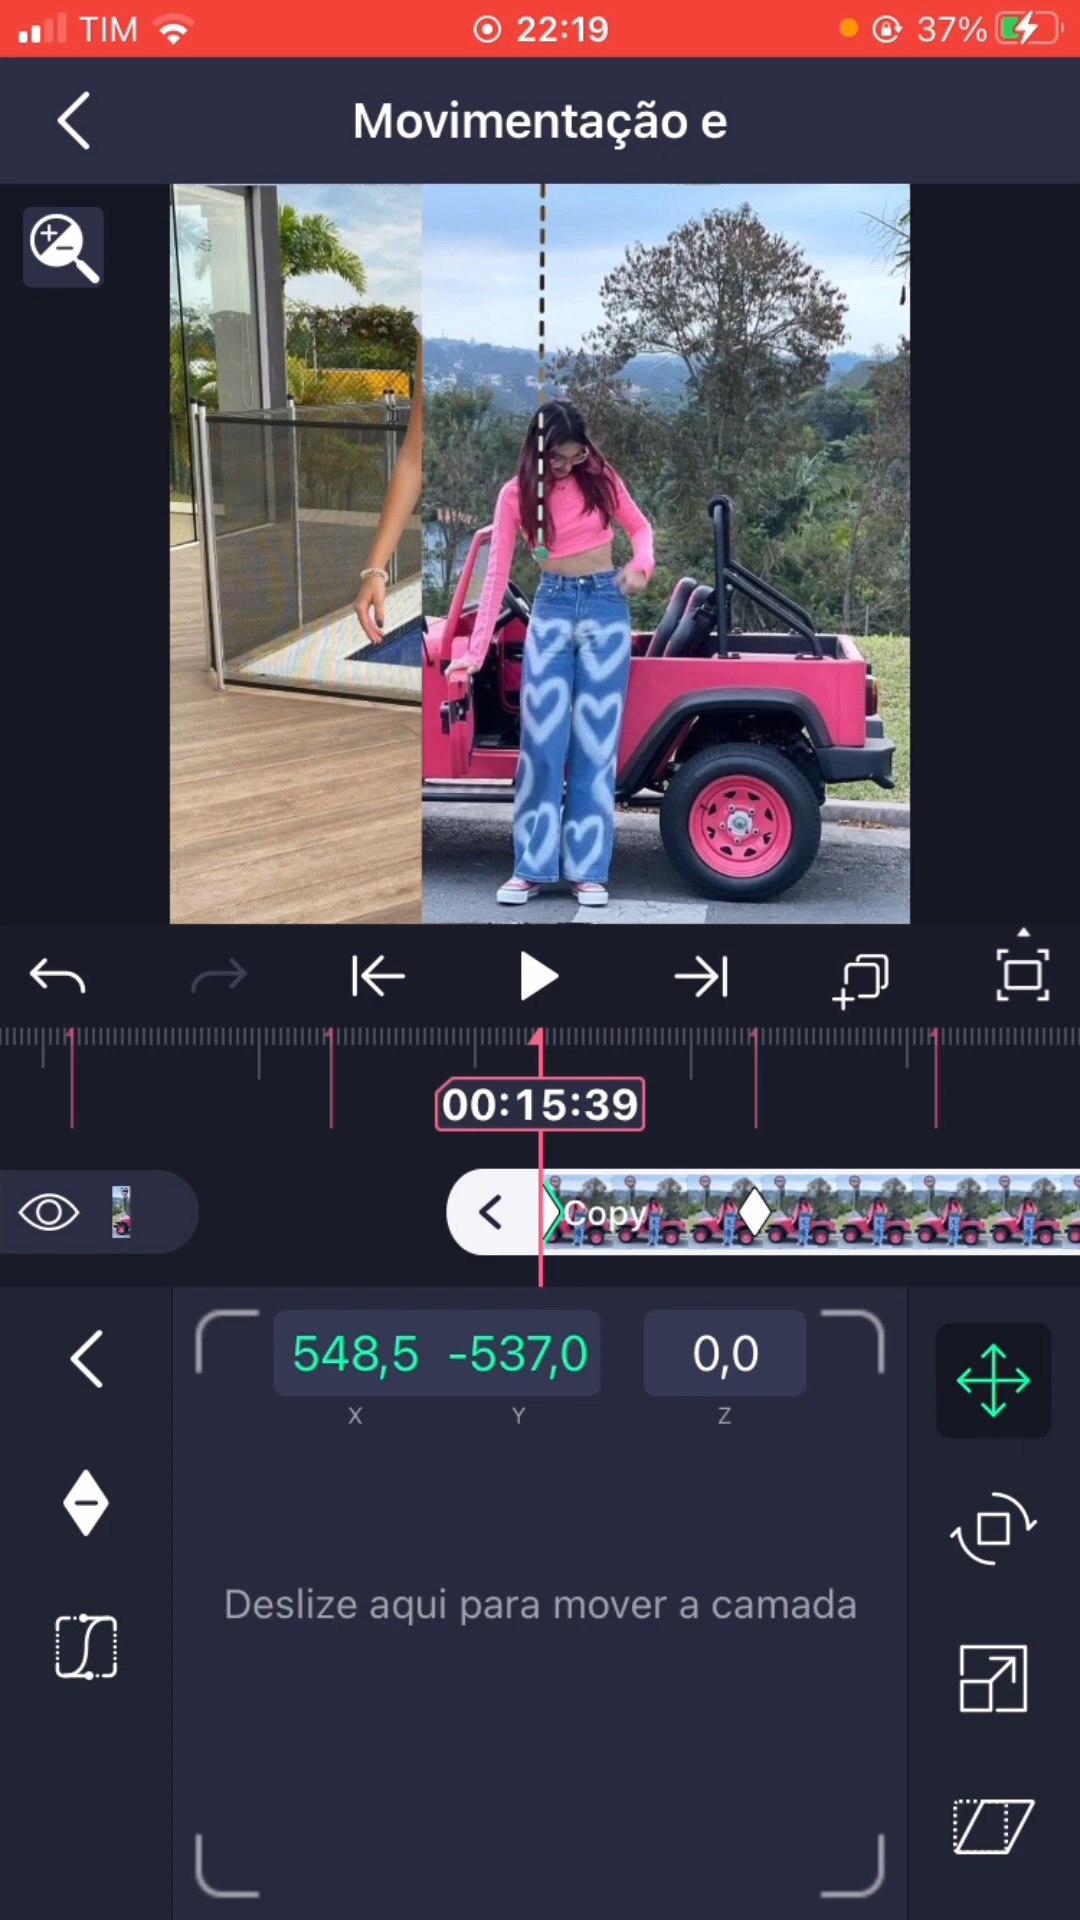 TIM 22:19 37%
Movimentação e
00:15:39
Copy
548,5 -537,0 0,0
X Y Z
Deslize aqui para mover a camada